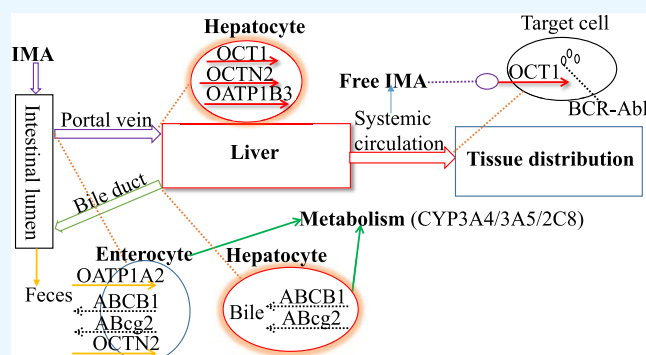 Hepatocyte
Target cell
IMA
OCT1
OCTN2
OATP1B3
Free IMA
OCT1
BCR-Abl
Intestinal lumen
Portal vein
Liver
Systemic
circulation
Tissue distribution
Bile duct
Metabolism (CYP3A4/3A5/2C8)
Enterocyte
Hepatocyte
Feces
OATP1A2
ABCB1
ABcg2
OCTN2
Bile
ABCB1
ABcg2